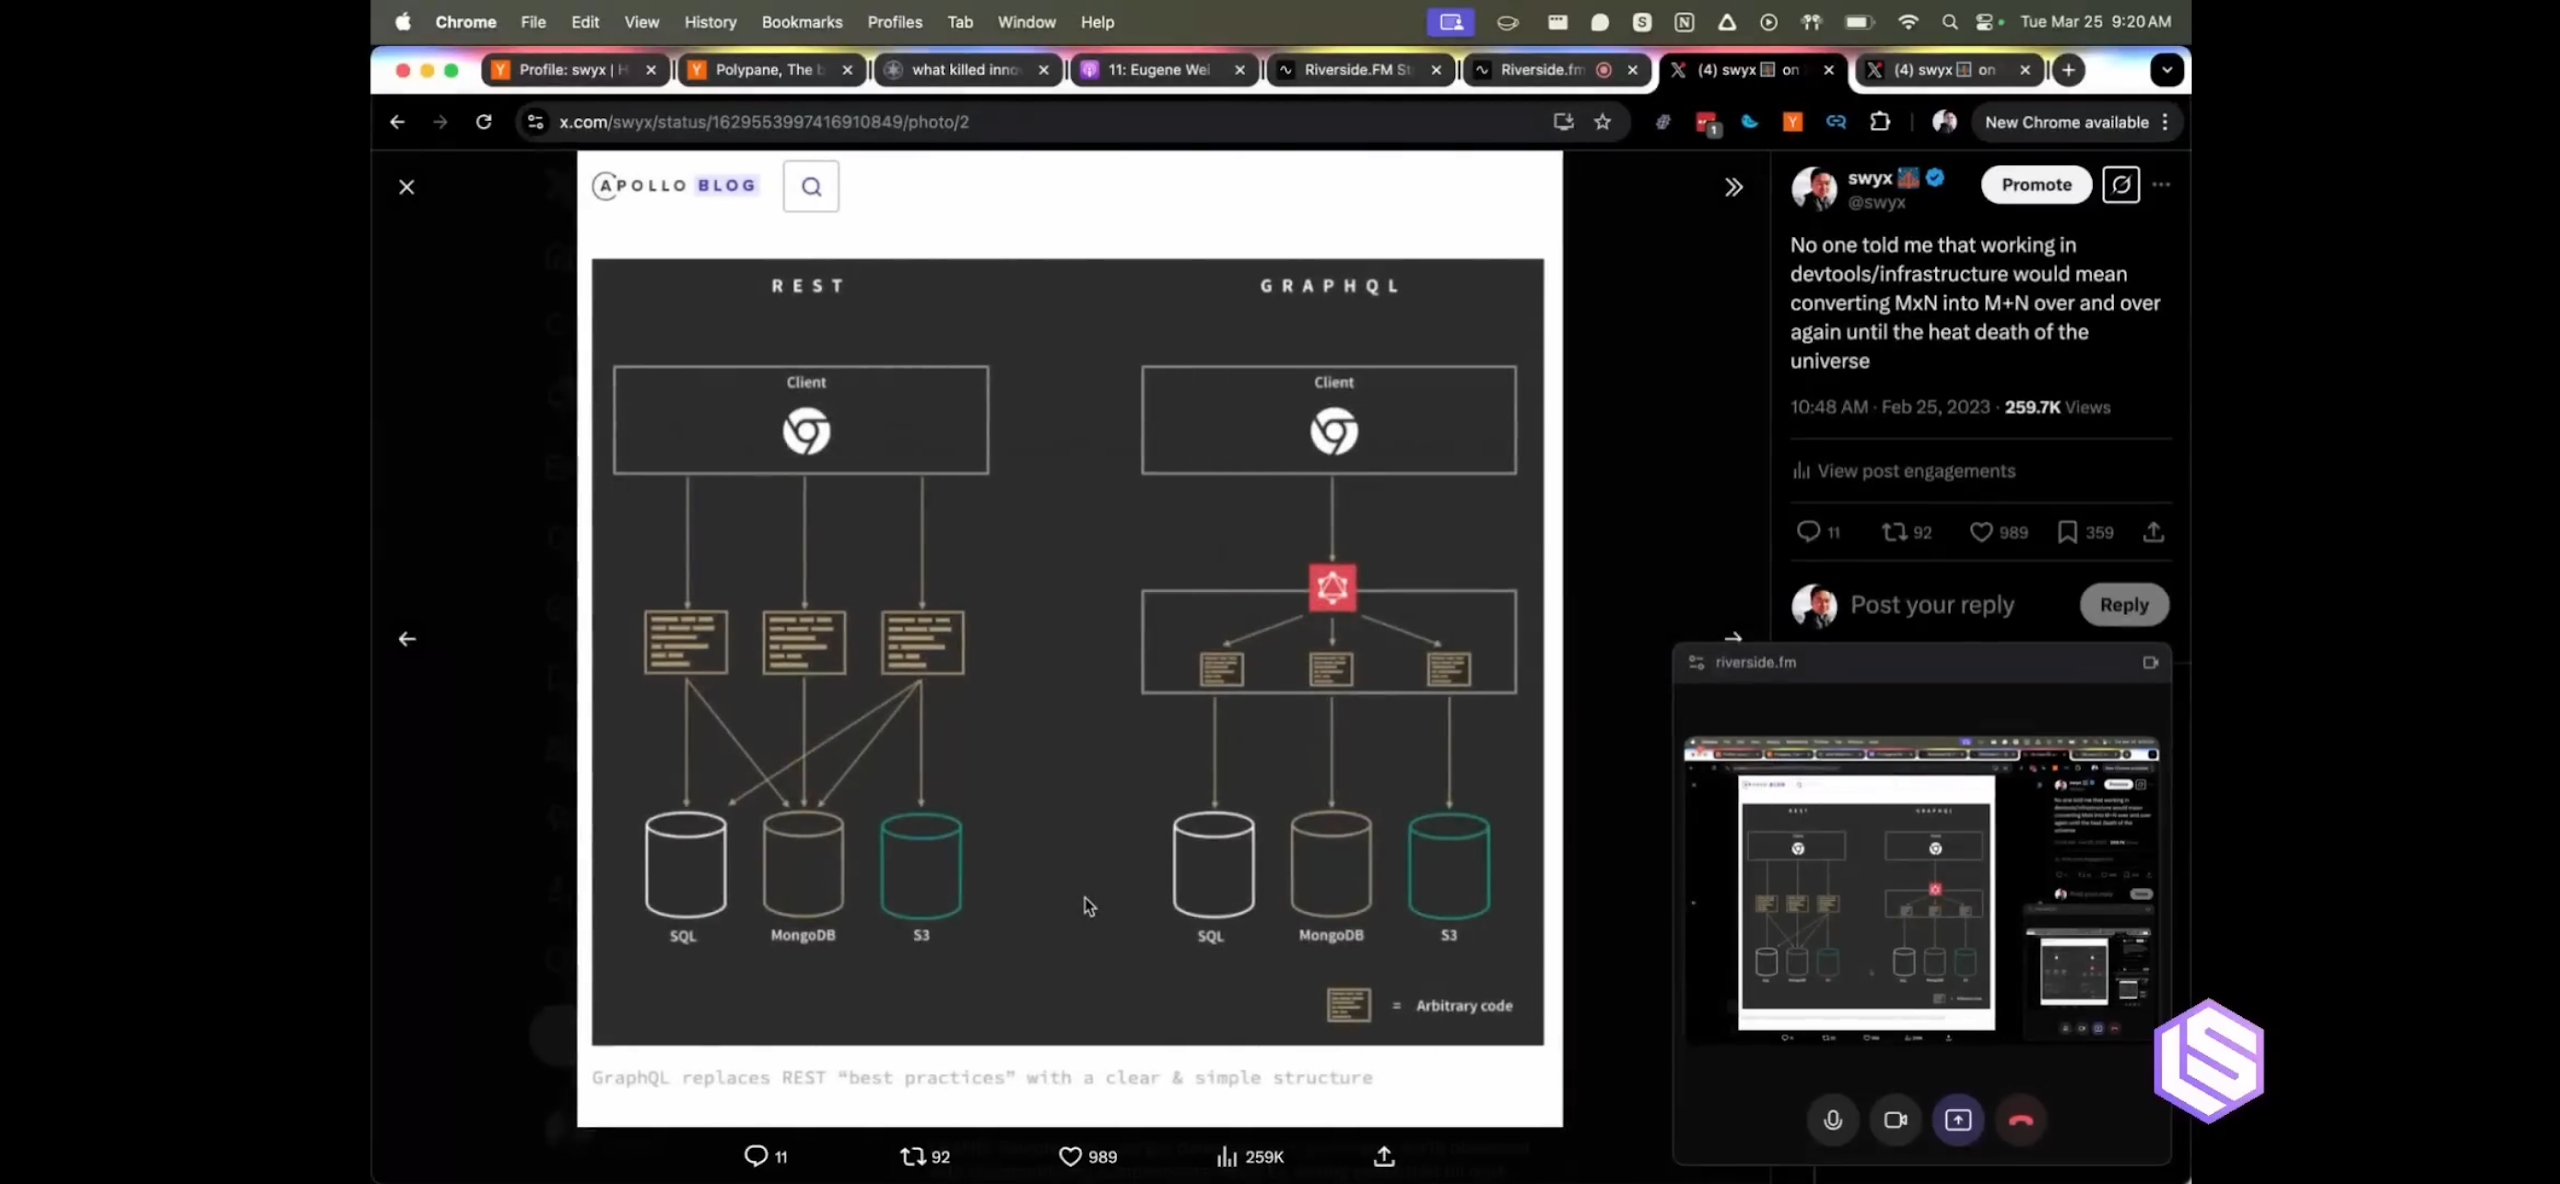 Chrome File Edit View History Bookmarks Profiles Tab Window Help Tue Mar 25 9:20 AM
Profile: swyx | H Polypane, The b what killed inno 11: Eugene Wei Riverside.FM St Riverside.fm (4) swyx on (4) swyx on
x.com/swyx/status/1629553997416910849/photo/2 1 New Chrome available
APOLLO BLOG
REST GRAPHQL
Client Client
SQL MongoDB S3 SQL MongoDB S3
= Arbitrary code
GraphQL replaces REST “best practices” with a clear & simple structure
11 92 989 259K
swyx
@swyx
Promote
No one told me that working in
devtools/infrastructure would mean
converting MxN into M+N over and over
again until the heat death of the
universe
10:48 AM · Feb 25, 2023 · 259.7K Views
View post engagements
11 92 989 359
Post your reply Reply
riverside.fm